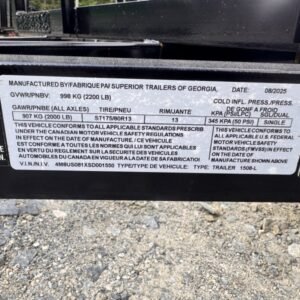 MANUFACTURED BY/FABRIQUE PAI SUPERIOR TRAILERS OF GEORGIA, DATE: 08/2025
GVWR/PNBV: 998 KG (2200 LB) COLD INFL. PRESS./PRESS. DE GONF A FROID
GAWR/PNBE (ALL AXLES) TIRE/PNEU RIM/JANTE KPA (PSI/LPC) SGL/DUAL
907 KG (2000 LB) ST175/80R13 13 345 KPA (50 PSI) SINGLE
THIS VEHICLE CONFORMS TO ALL APPLICABLE STANDARDS PRESCRIB
UNDER THE CANADIAN MOTOR VEHICLE SAFETY REGULATIONS
IN EFFECT ON THE DATE OF MANUFACTURE
EST CONFORME A TOUTES LES NORMES QUI LUI SONT APPLICABLES
EN VERTU DU REGLEMENT SUR LA SECURITE DES VEHICULES
AUTOMOBILES DU CANADA EN VIGUEUR A LA DATE DE SA FABRICATION
THIS VEHICLE CONFORMS TO ALL APPLICABLE U.S. FEDERAL
MOTOR VEHICLE SAFETY
STANDARDS (FMVSS) IN EFFECT
ON THE DATE OF
MANUFACTURE SHOWN ABOVE
V.I.N./N.I.V. TYPE/TYPE DE VEHICLE: TRAILER 1508-L